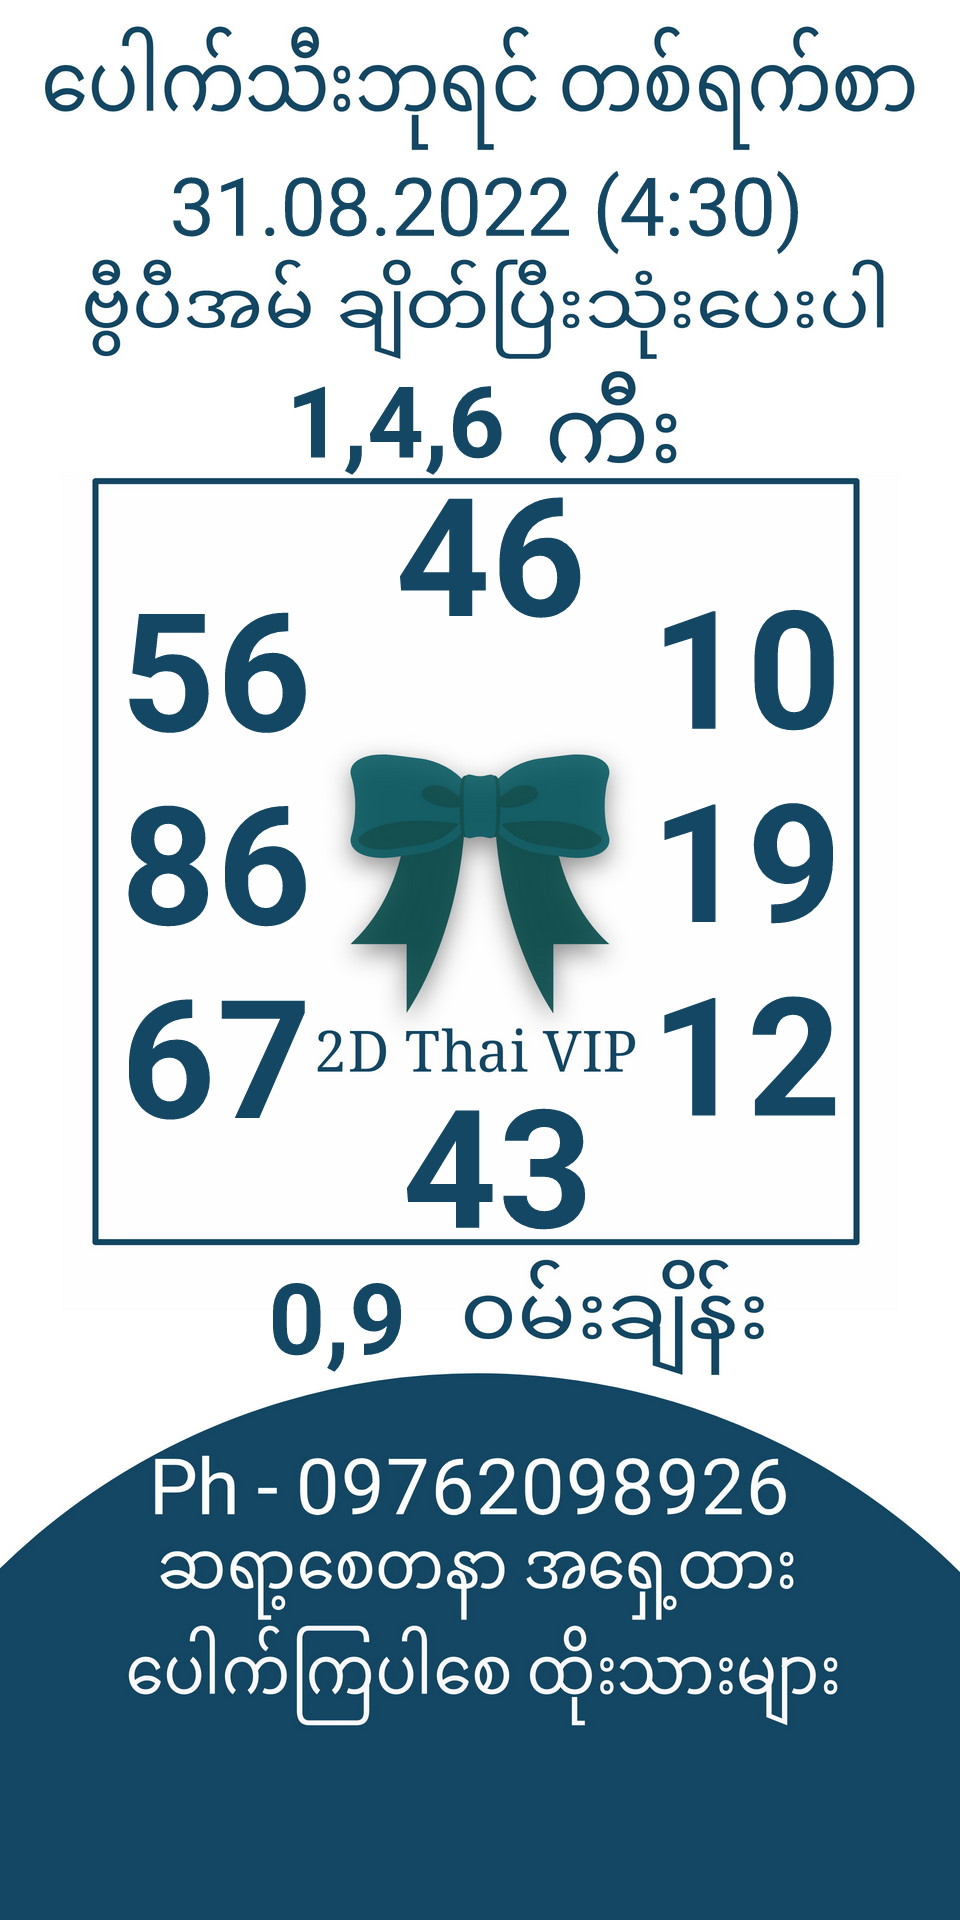 ပေါက်သီးဘုရင် တစ်ရက်စာ
31.08.2022 (4:30)
ဗွီပီအမ် ချိတ်ပြီးသုံးပေးပါ
1,4,6 ကီး
46
56 10
86 19
67 2D Thai VIP 12
43
0,9 ဝမ်းချိန်း
Ph - 09762098926
ဆရာ့စေတနာ အရှေ့ထား
ပေါက်ကြပါစေ ထိုးသားများ